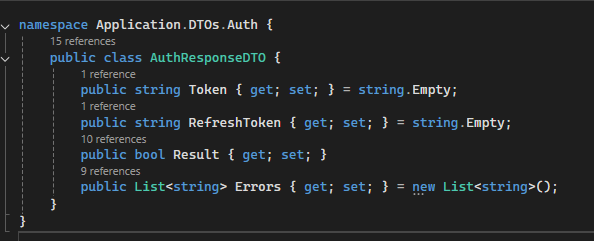 namespace Application.DTOs.Auth {
15 references
public class AuthResponseDTO {
1 reference
public string Token { get; set; } = string.Empty;
1 reference
public string RefreshToken { get; set; } = string.Empty;
10 references
public bool Result { get; set; }
9 references
public List<string> Errors { get; set; } = new List<string>();
}
}